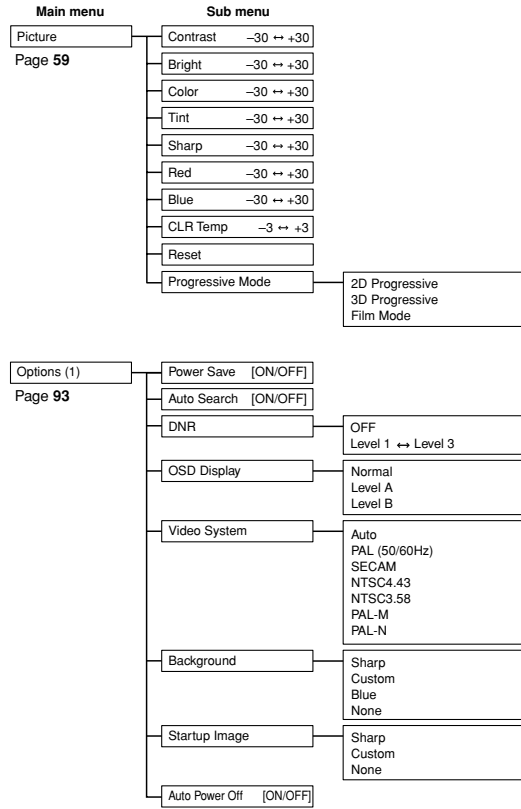 Main menu Sub menu
Picture
Page 59
Contrast –30 ↔ +30
Bright –30 ↔ +30
Color –30 ↔ +30
Tint –30 ↔ +30
Sharp –30 ↔ +30
Red –30 ↔ +30
Blue –30 ↔ +30
CLR Temp –3 ↔ +3
Reset
Progressive Mode
2D Progressive
3D Progressive
Film Mode
Options (1)
Page 93
Power Save [ON/OFF]
Auto Search [ON/OFF]
DNR
OFF
Level 1 ↔ Level 3
OSD Display
Normal
Level A
Level B
Video System
Auto
PAL (50/60Hz)
SECAM
NTSC4.43
NTSC3.58
PAL-M
PAL-N
Background
Sharp
Custom
Blue
None
Startup Image
Sharp
Custom
None
Auto Power Off [ON/OFF]